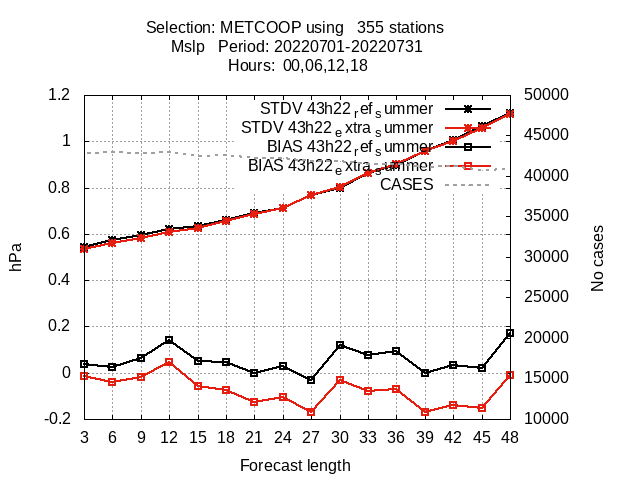 Selection: METCOOP using   355 stations
Mslp   Period: 20220701-20220731
Hours:  00,06,12,18
STDV 43h22_ref_summer
STDV 43h22_extra_summer
BIAS 43h22_ref_summer
BIAS 43h22_extra_summer
CASES
1.2
1
0.8
0.6
0.4
0.2
0
-0.2
hPa
50000
45000
40000
35000
30000
25000
20000
15000
10000
No cases
3 6 9 12 15 18 21 24 27 30 33 36 39 42 45 48
Forecast length